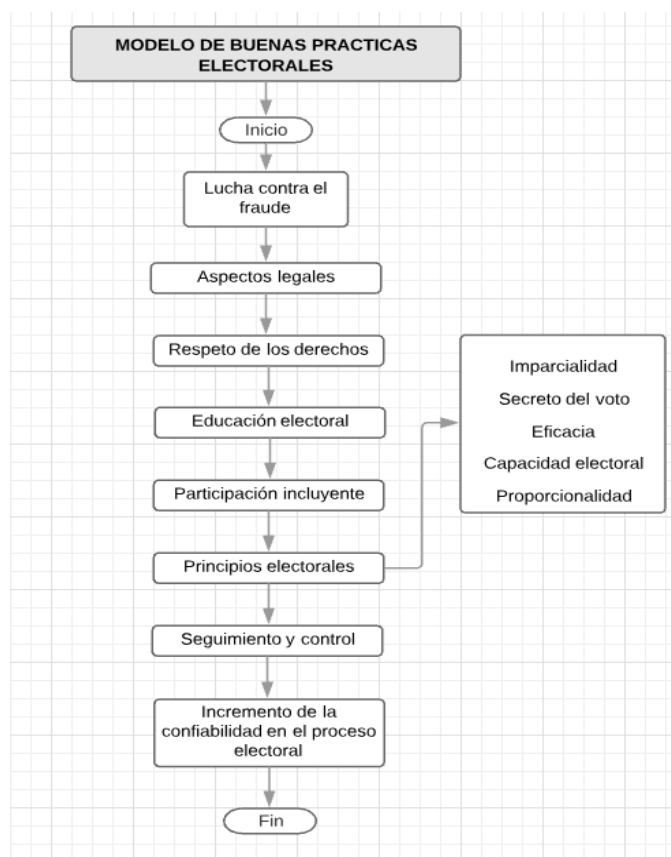 MODELO DE BUENAS PRACTICAS
ELECTORALES
Inicio
Lucha contra el
fraude
Aspectos legales
Respeto de los derechos
Educación electoral
Participación incluyente
Principios electorales
Imparcialidad
Secreto del voto
Eficacia
Capacidad electoral
Proporcionalidad
Seguimiento y control
Incremento de la
confiabilidad en el proceso
electoral
Fin